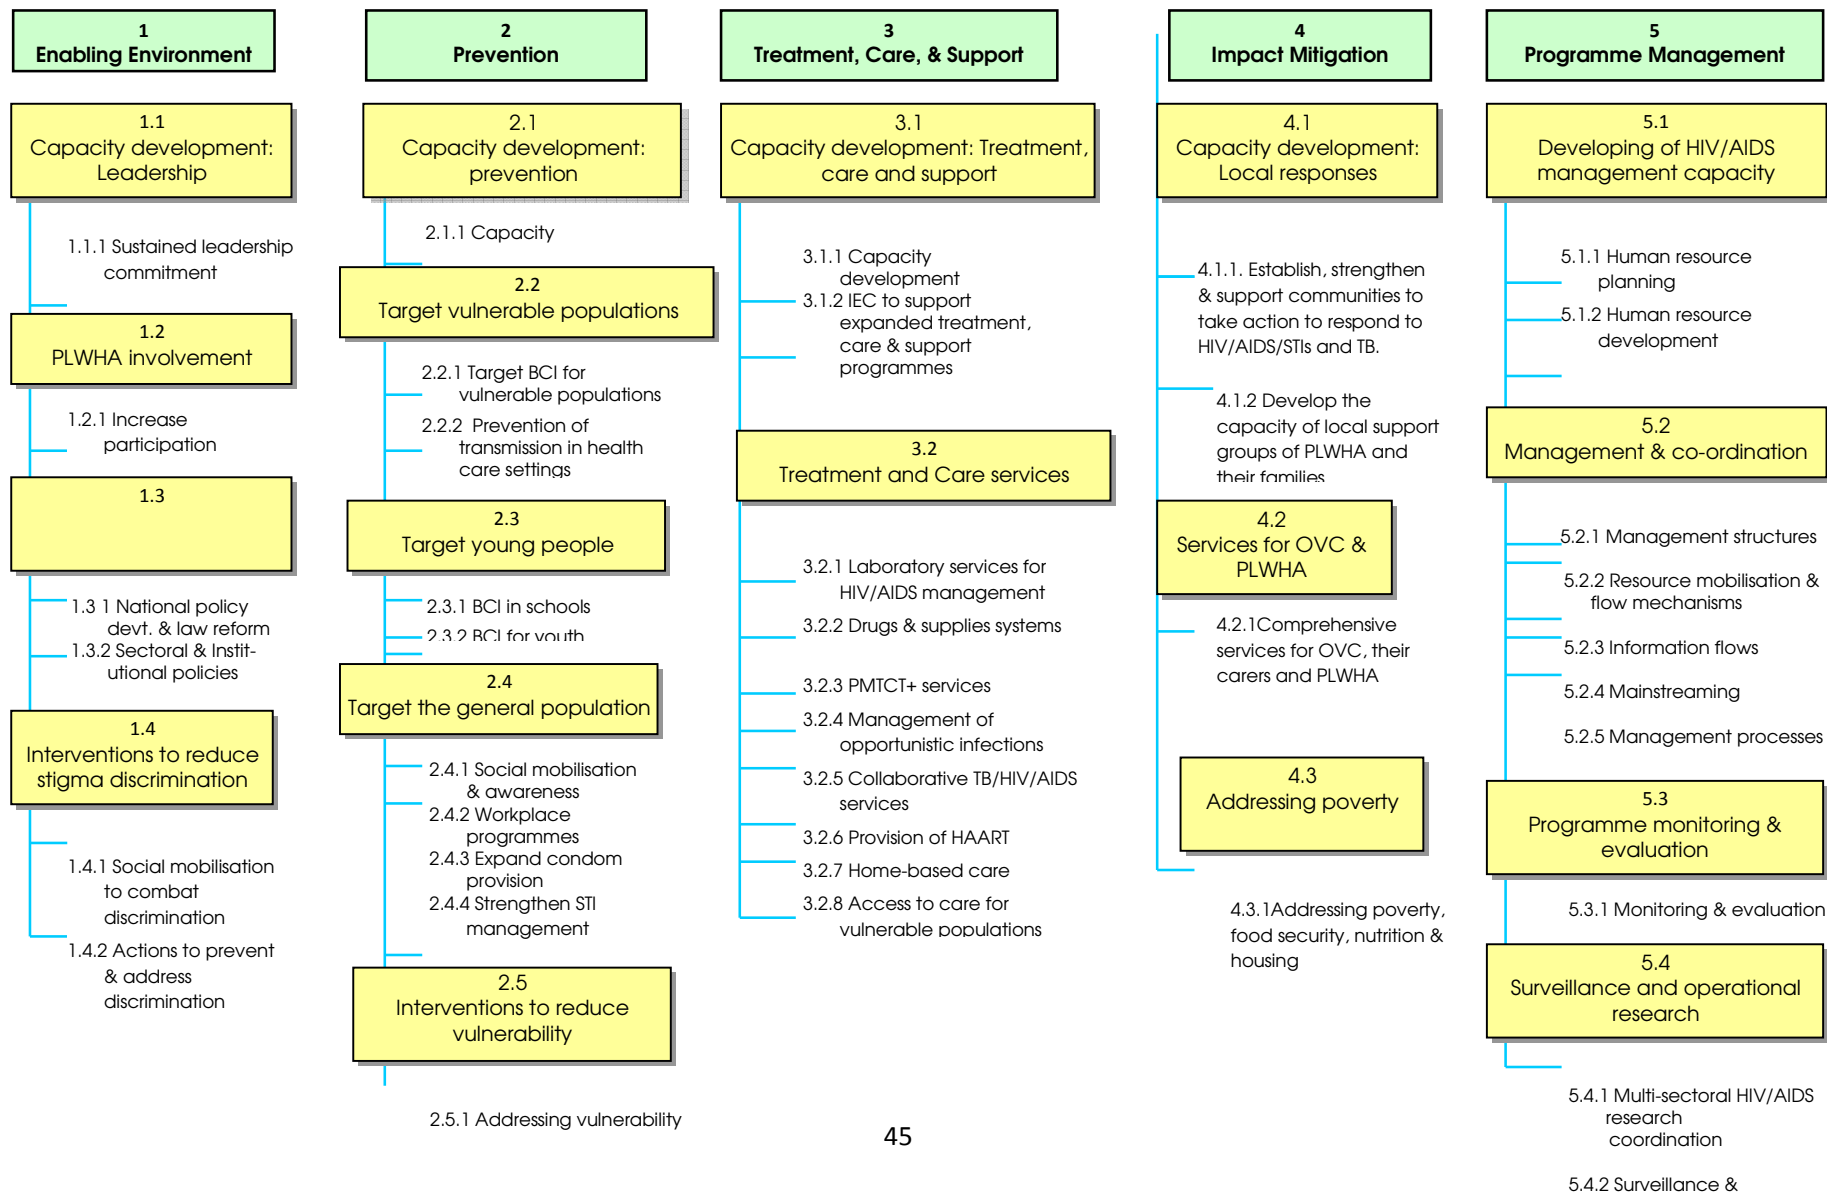 1
Enabling Environment
1.1
Capacity development:
Leadership
1.1.1 Sustained leadership
commitment
1.2
PLWHA involvement
1.2.1 Increase
participation
1.3
1.3 1 National policy
devt. & law reform
1.3.2 Sectoral & Instit-
utional policies
1.4
Interventions to reduce
stigma discrimination
1.4.1 Social mobilisation
to combat
discrimination
1.4.2 Actions to prevent
& address
discrimination
2
Prevention
2.1
Capacity development:
prevention
2.1.1 Capacity
2.2
Target vulnerable populations
2.2.1 Target BCI for
vulnerable populations
2.2.2 Prevention of
transmission in health
care settings
2.3
Target young people
2.3.1 BCI in schools
2.3.2 BCI for youth
2.4
Target the general population
2.4.1 Social mobilisation
& awareness
2.4.2 Workplace
programmes
2.4.3 Expand condom
provision
2.4.4 Strengthen STI
management
2.5
Interventions to reduce
vulnerability
2.5.1 Addressing vulnerability
3
Treatment, Care, & Support
3.1
Capacity development: Treatment,
care and support
3.1.1 Capacity
development
3.1.2 IEC to support
expanded treatment,
care & support
programmes
3.2
Treatment and Care services
3.2.1 Laboratory services for
HIV/AIDS management
3.2.2 Drugs & supplies systems
3.2.3 PMTCT+ services
3.2.4 Management of
opportunistic infections
3.2.5 Collaborative TB/HIV/AIDS
services
3.2.6 Provision of HAART
3.2.7 Home-based care
3.2.8 Access to care for
vulnerable populations
4
Impact Mitigation
4.1
Capacity development:
Local responses
4.1.1. Establish, strengthen
& support communities to
take action to respond to
HIV/AIDS/STIs and TB.
4.1.2 Develop the
capacity of local support
groups of PLWHA and
their families
4.2
Services for OVC &
PLWHA
4.2.1Comprehensive
services for OVC, their
carers and PLWHA
4.3
Addressing poverty
4.3.1Addressing poverty,
food security, nutrition &
housing
5
Programme Management
5.1
Developing of HIV/AIDS
management capacity
5.1.1 Human resource
planning
5.1.2 Human resource
development
5.2
Management & co-ordination
5.2.1 Management structures
5.2.2 Resource mobilisation &
flow mechanisms
5.2.3 Information flows
5.2.4 Mainstreaming
5.2.5 Management processes
5.3
Programme monitoring &
evaluation
5.3.1 Monitoring & evaluation
5.4
Surveillance and operational
research
5.4.1 Multi-sectoral HIV/AIDS
research
coordination
5.4.2 Surveillance &
45